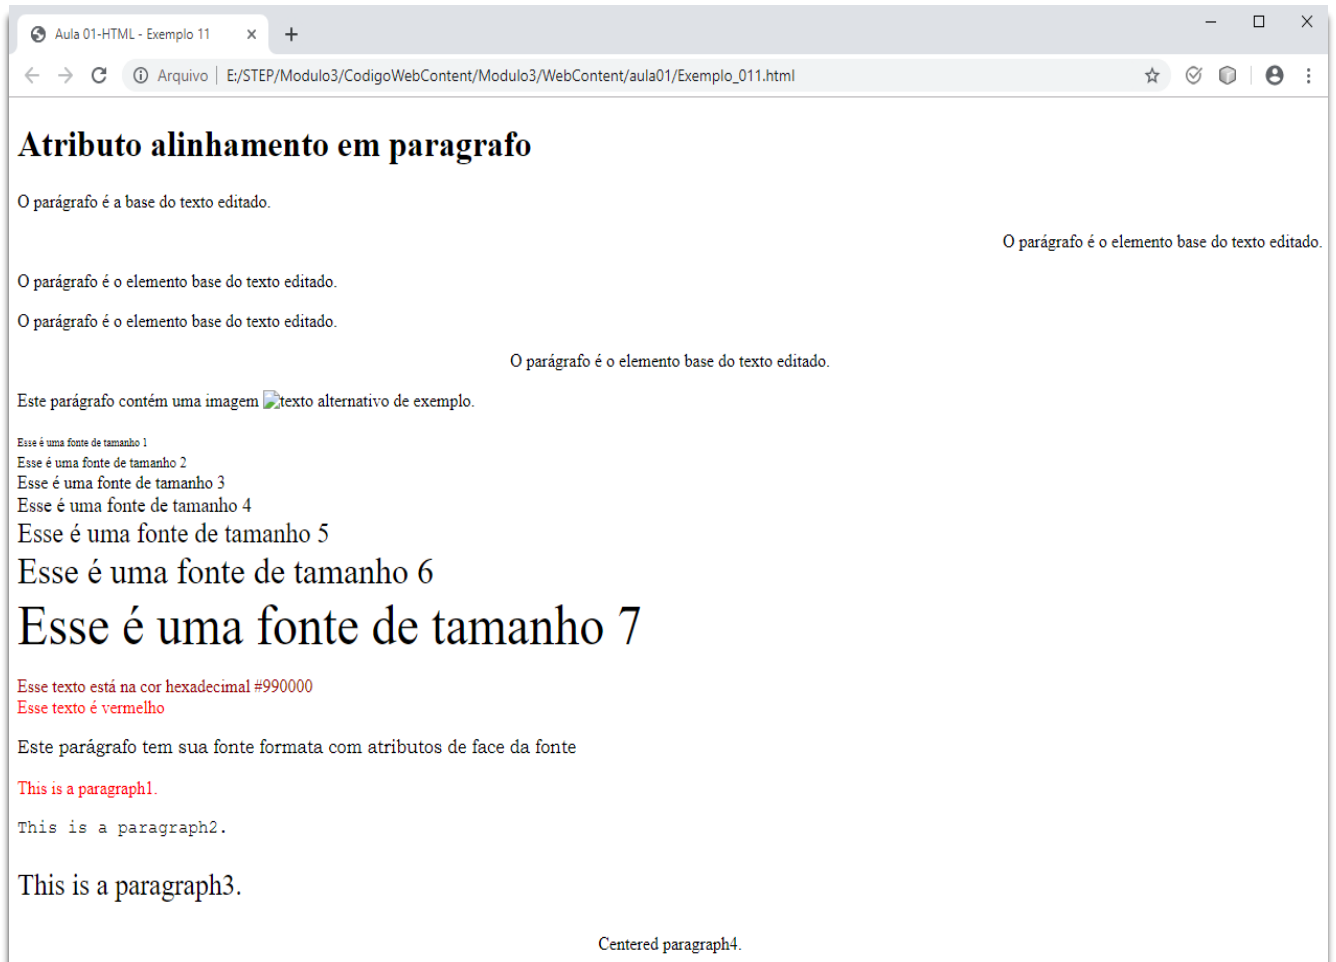 Aula 01-HTML - Exemplo 11
Arquivo
E:/STEP/Modulo3/CodigoWebContent/Modulo3/WebContent/aula01/Exemplo_011.html
Atributo alinhamento em paragrafo
O parágrafo é a base do texto editado.
O parágrafo é o elemento base do texto editado.
O parágrafo é o elemento base do texto editado.
O parágrafo é o elemento base do texto editado.
O parágrafo é o elemento base do texto editado.
Este parágrafo contém uma imagem texto alternativo de exemplo.
Esse é uma fonte de tamanho 1
Esse é uma fonte de tamanho 2
Esse é uma fonte de tamanho 3
Esse é uma fonte de tamanho 4
Esse é uma fonte de tamanho 5
Esse é uma fonte de tamanho 6
Esse é uma fonte de tamanho 7
Esse texto está na cor hexadecimal #990000
Esse texto é vermelho
Este parágrafo tem sua fonte formata com atributos de face da fonte
This is a paragraph1.
This is a paragraph2.
This is a paragraph3.
Centered paragraph4.